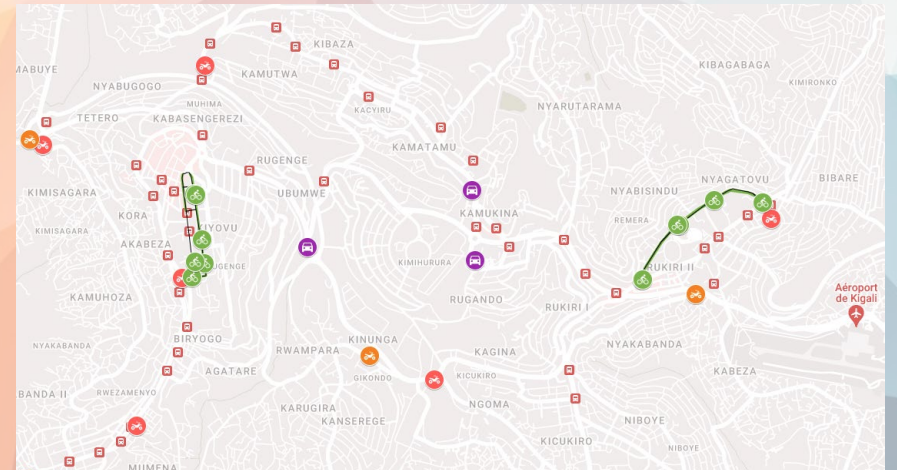 KIBAZA
MABUYE
KAMUTWA
KIBAGABAGA
NYABUGOGO
KIMIRONKO
MUHIMA
NYARUTARAMA
KACYIRU
TETERO
KABASENGEREZI
KAMATAMU
RUGENGE
NYAGATOVU
BIBARE
KIMISAGARA
UBUMWE
NYABISINDU
KORA
KAMUKINA
REMERA
KIMISAGARA
IYOVU
AKABEZA
KIMIHURURA
UGENGE
RUKIRI II
KAMUHOZA
RUGANDO
RUKIRI I
Aéroport
de Kigali
BIRYOGO
KINUNGA
NYAKABANDA
NYAKABANDA
RWAMPARA
KAGINA
AGATARE
GIKONDO
KICUKIRO
KABEZA
BANDA II
RWEZAMENYO
KARUGIRA
NGOMA
KANSEREGE
NIBOYE
KICUKIRO
NIBOYE
MUMENA